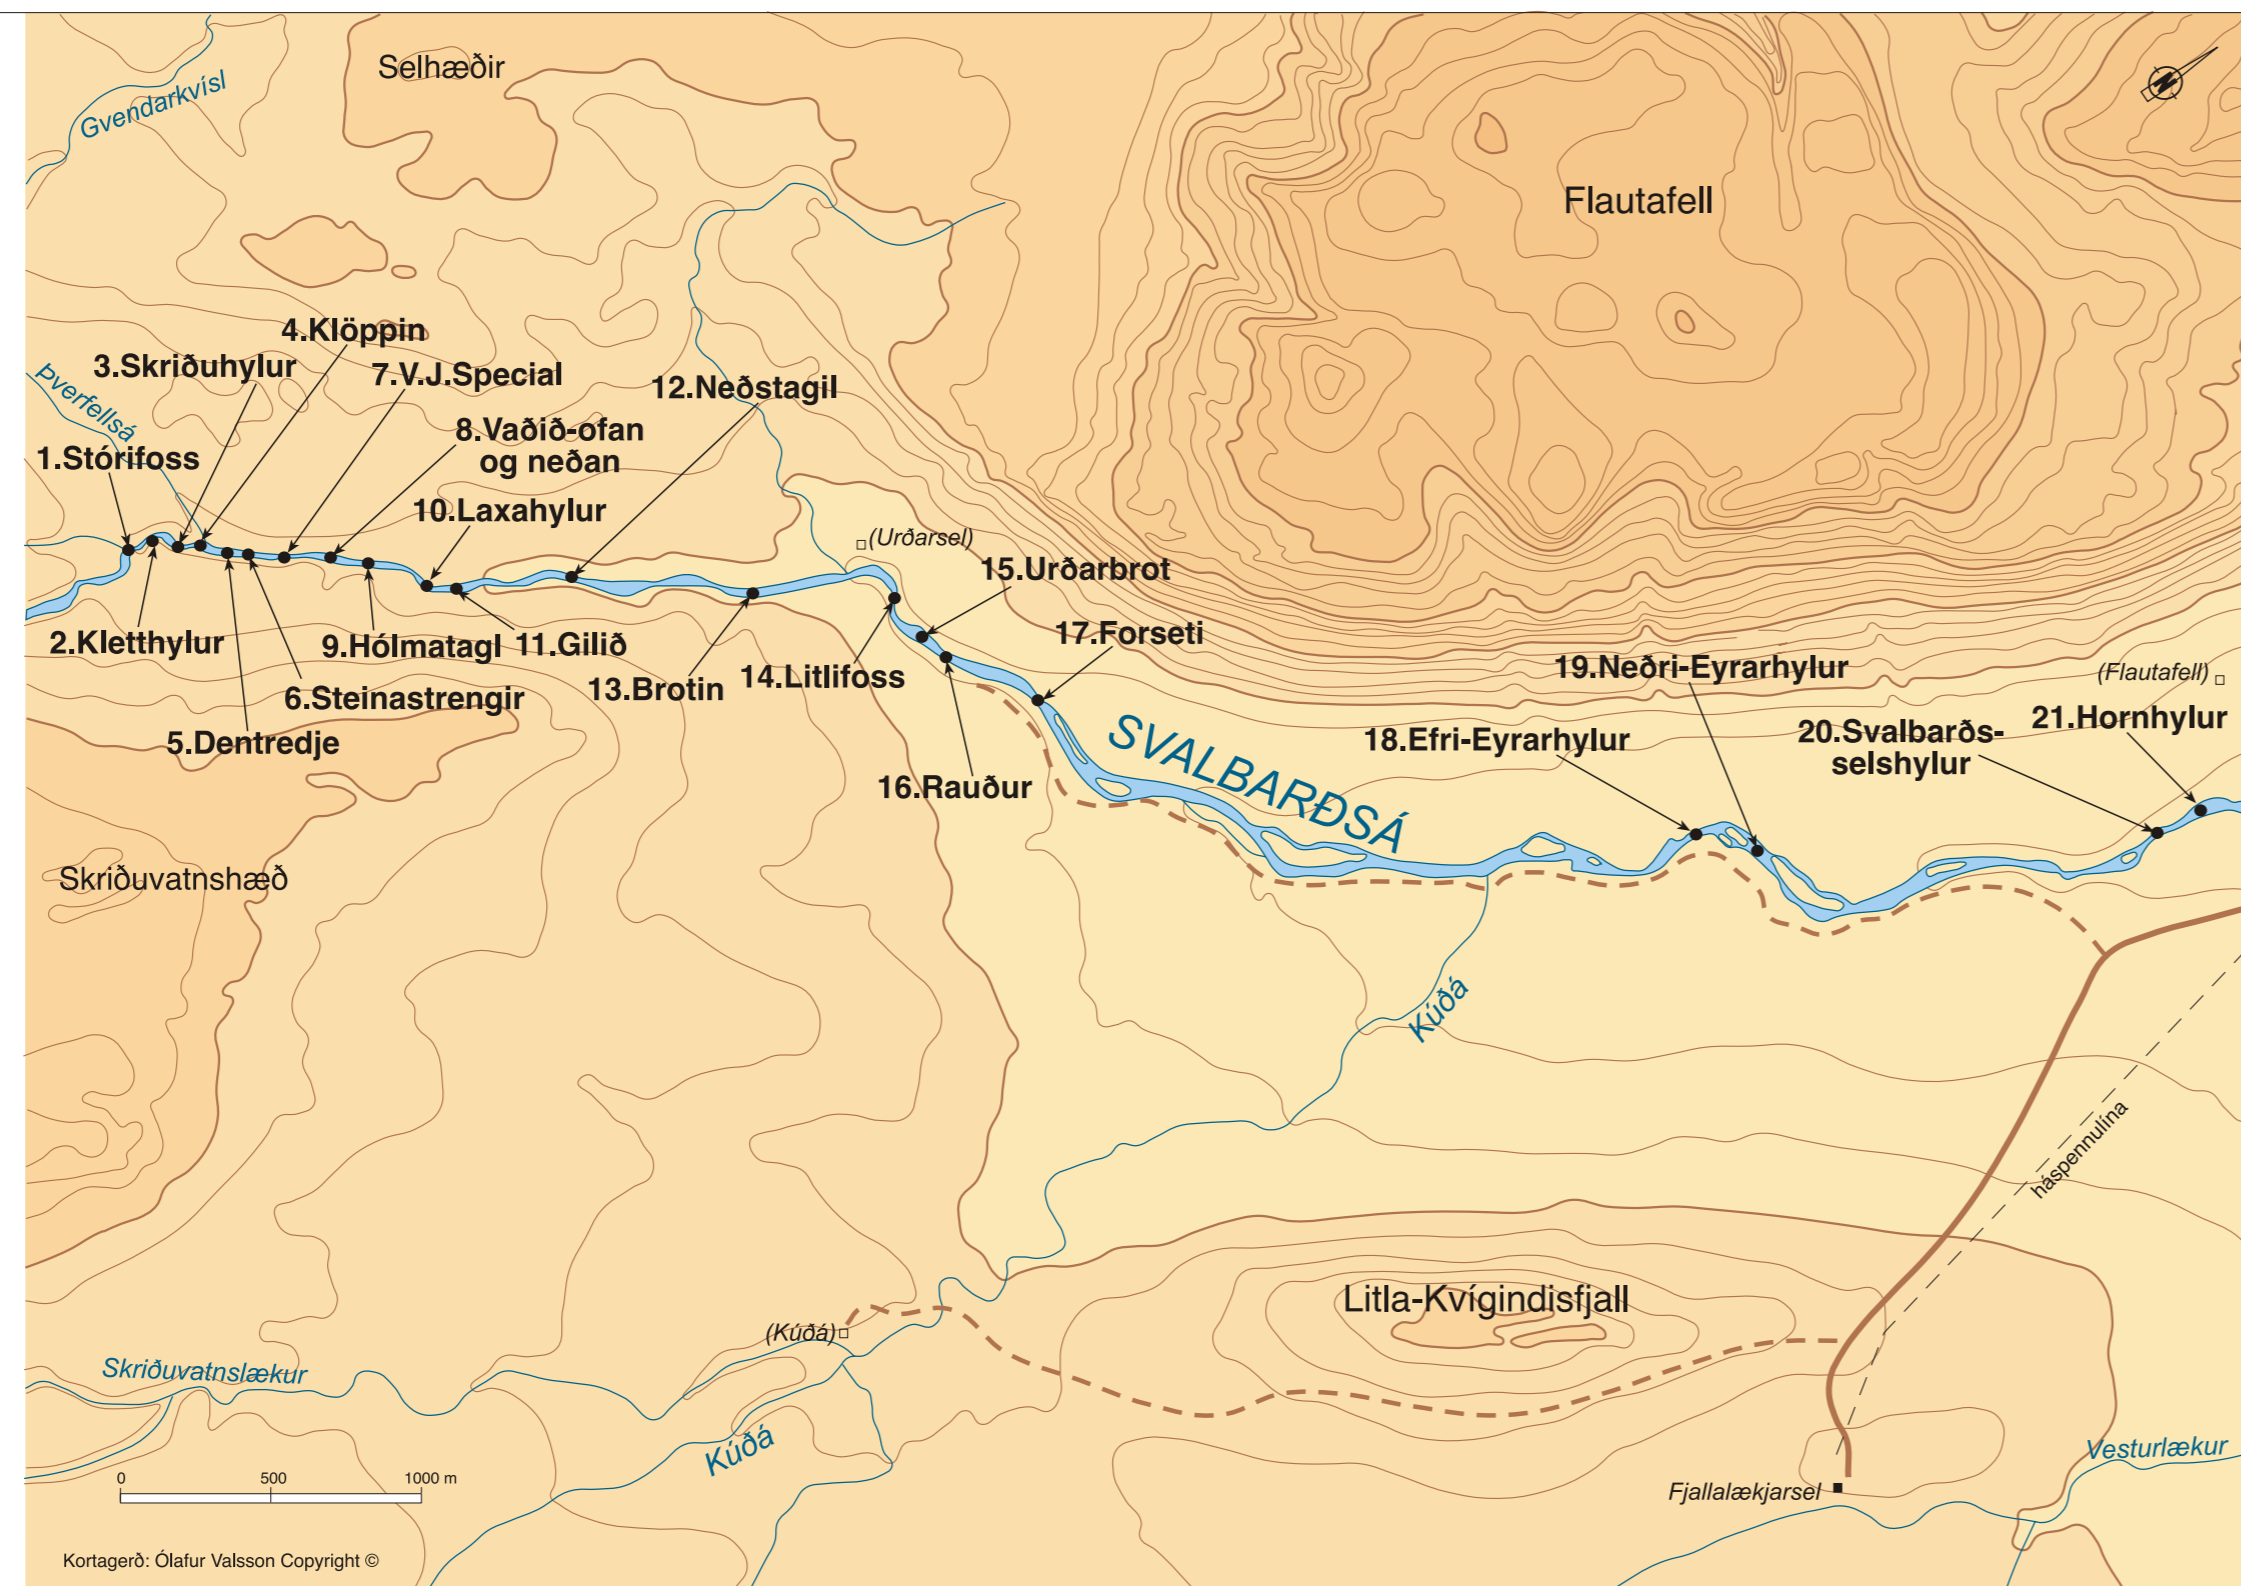 Selhæðir
Gvendarkvísl
Flautafell
N
4.Klöppin
3.Skriðuhylur
7.V.J.Special
12.Neðstagil
Þverfellsá
8.Vaðið-ofan
og neðan
1.Stórifoss
10.Laxahylur
(Urðarsel)
15.Urðarbrot
2.Kletthylur
9.Hólmatagl
11.Gilið
17.Forseti
14.Litlifoss
13.Brotin
19.Neðri-Eyrarhylur
(Flautafell)
6.Steinastrengir
5.Dentredje
21.Hornhylur
SVALBARÐSÁ
18.Efri-Eyrarhylur
20.Svalbarðs-
selshylur
16.Rauður
Skriðuvatnshæð
Kúðá
háspennulína
Litla-Kvígindisfjall
(Kúðá)
Skriðuvatnslækur
Kúðá
Vesturlækur
0 500 1000 m
Fjallalækjarsel
Kortagerð: Ólafur Valsson Copyright ©